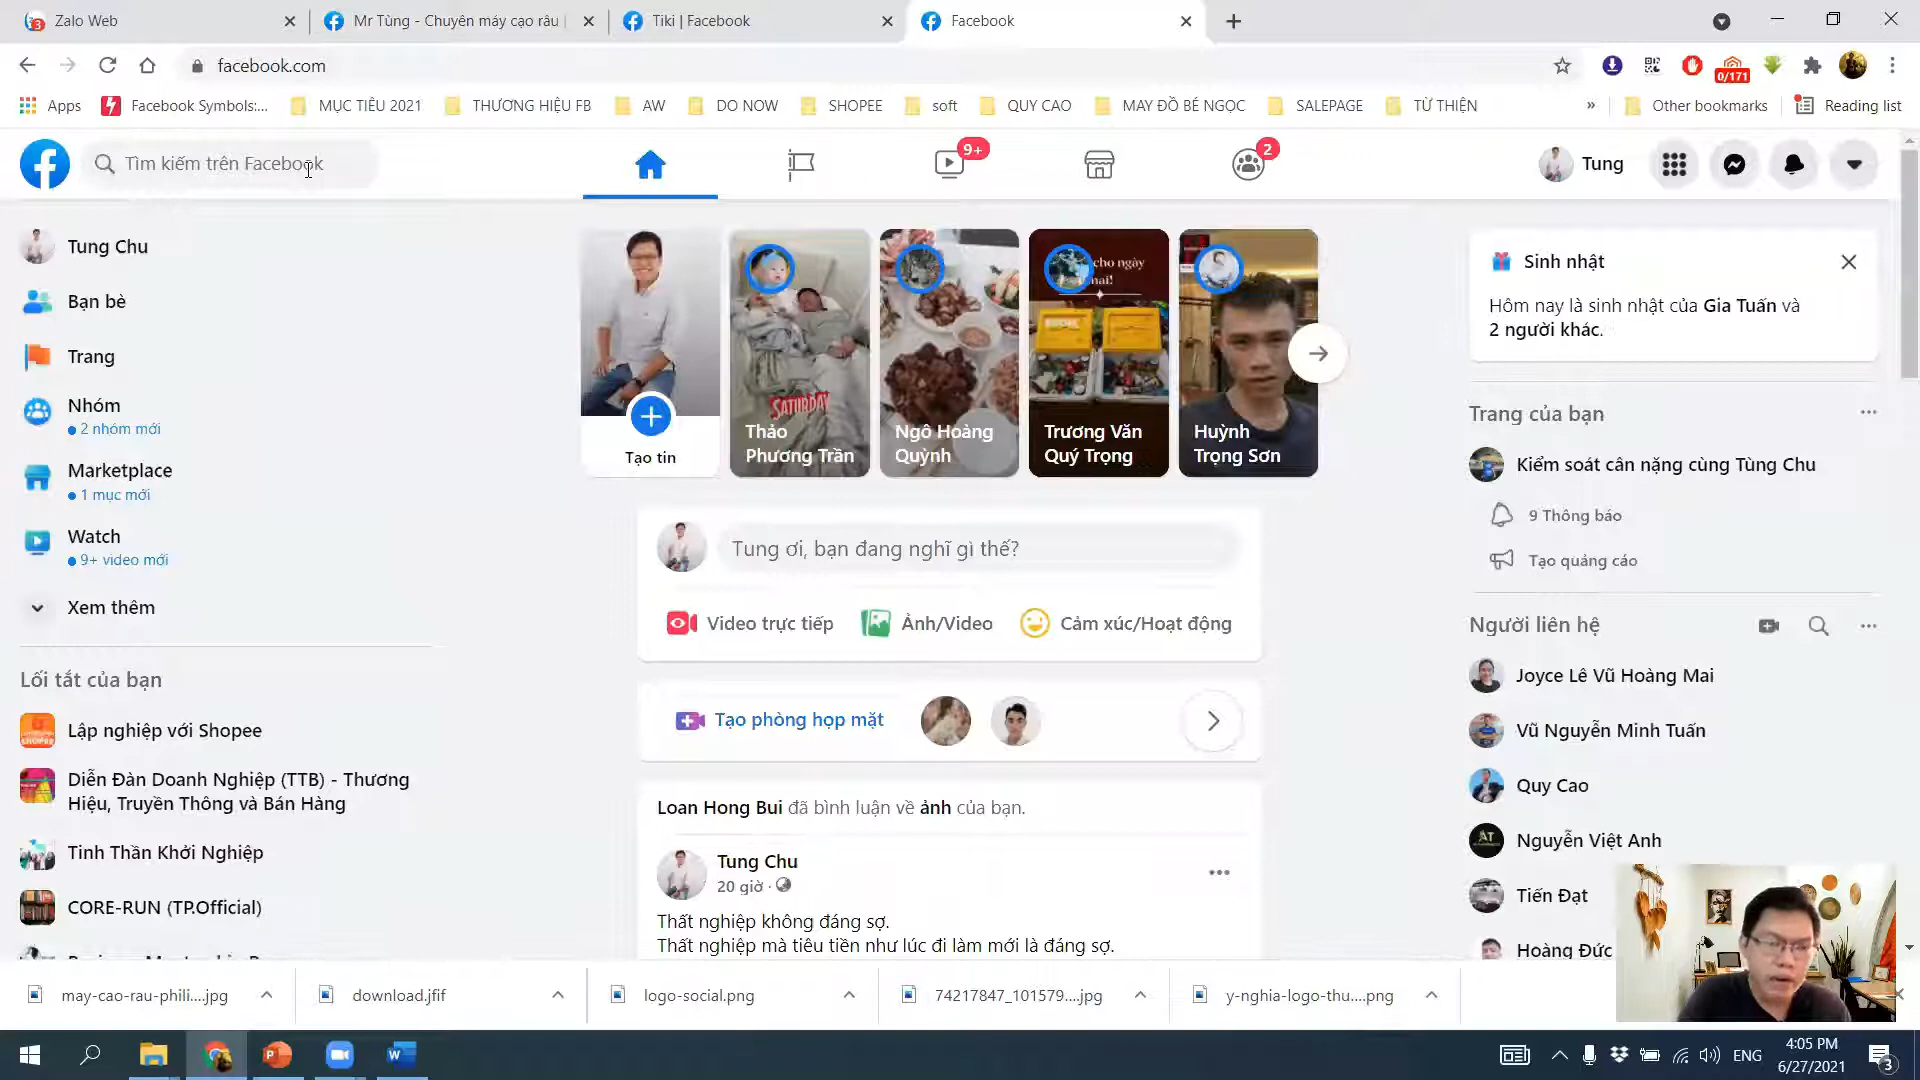 Zalo Web
Mr Tùng - Chuyên máy cạo râu
Tiki | Facebook
Facebook
facebook.com
0/171
Apps
Facebook Symbols:...
MỤC TIÊU 2021
THƯƠNG HIỆU FB
AW
DO NOW
SHOPEE
soft
QUY CAO
MAY ĐỒ BÉ NGỌC
SALEPAGE
TỪ THIỆN
»
Other bookmarks
Reading list
Tìm kiếm trên Facebook
9+
2
Tung
Tung Chu
Bạn bè
Trang
Nhóm
2 nhóm mới
Marketplace
1 mục mới
Watch
9+ video mới
Xem thêm
Lối tắt của bạn
Lập nghiệp với Shopee
Diễn Đàn Doanh Nghiệp (TTB) - Thương
Hiệu, Truyền Thông và Bán Hàng
Tinh Thần Khởi Nghiệp
CORE-RUN (TP.Official)
Tạo tin
SATURDAY
Thảo
Phương Trần
Ngô Hoàng
Quỳnh
cho ngày
Trương Văn
Quý Trọng
Huỳnh
Trọng Sơn
Tung ơi, bạn đang nghĩ gì thế?
Video trực tiếp
Ảnh/Video
Cảm xúc/Hoạt động
Tạo phòng họp mặt
Loan Hong Bui đã bình luận về ảnh của bạn.
Tung Chu
20 giờ ·
Thất nghiệp không đáng sợ.
Thất nghiệp mà tiêu tiền như lúc đi làm mới là đáng sợ.
Sinh nhật
Hôm nay là sinh nhật của Gia Tuấn và
2 người khác.
Trang của bạn
Kiểm soát cân nặng cùng Tùng Chu
9 Thông báo
Tạo quảng cáo
Người liên hệ
Joyce Lê Vũ Hoàng Mai
Vũ Nguyễn Minh Tuấn
Quy Cao
Nguyễn Việt Anh
Tiến Đạt
Hoàng Đức
may-cao-rau-phili....jpg
download.jfif
logo-social.png
74217847_101579....jpg
y-nghia-logo-thu....png
ENG
4:05 PM
6/27/2021
3